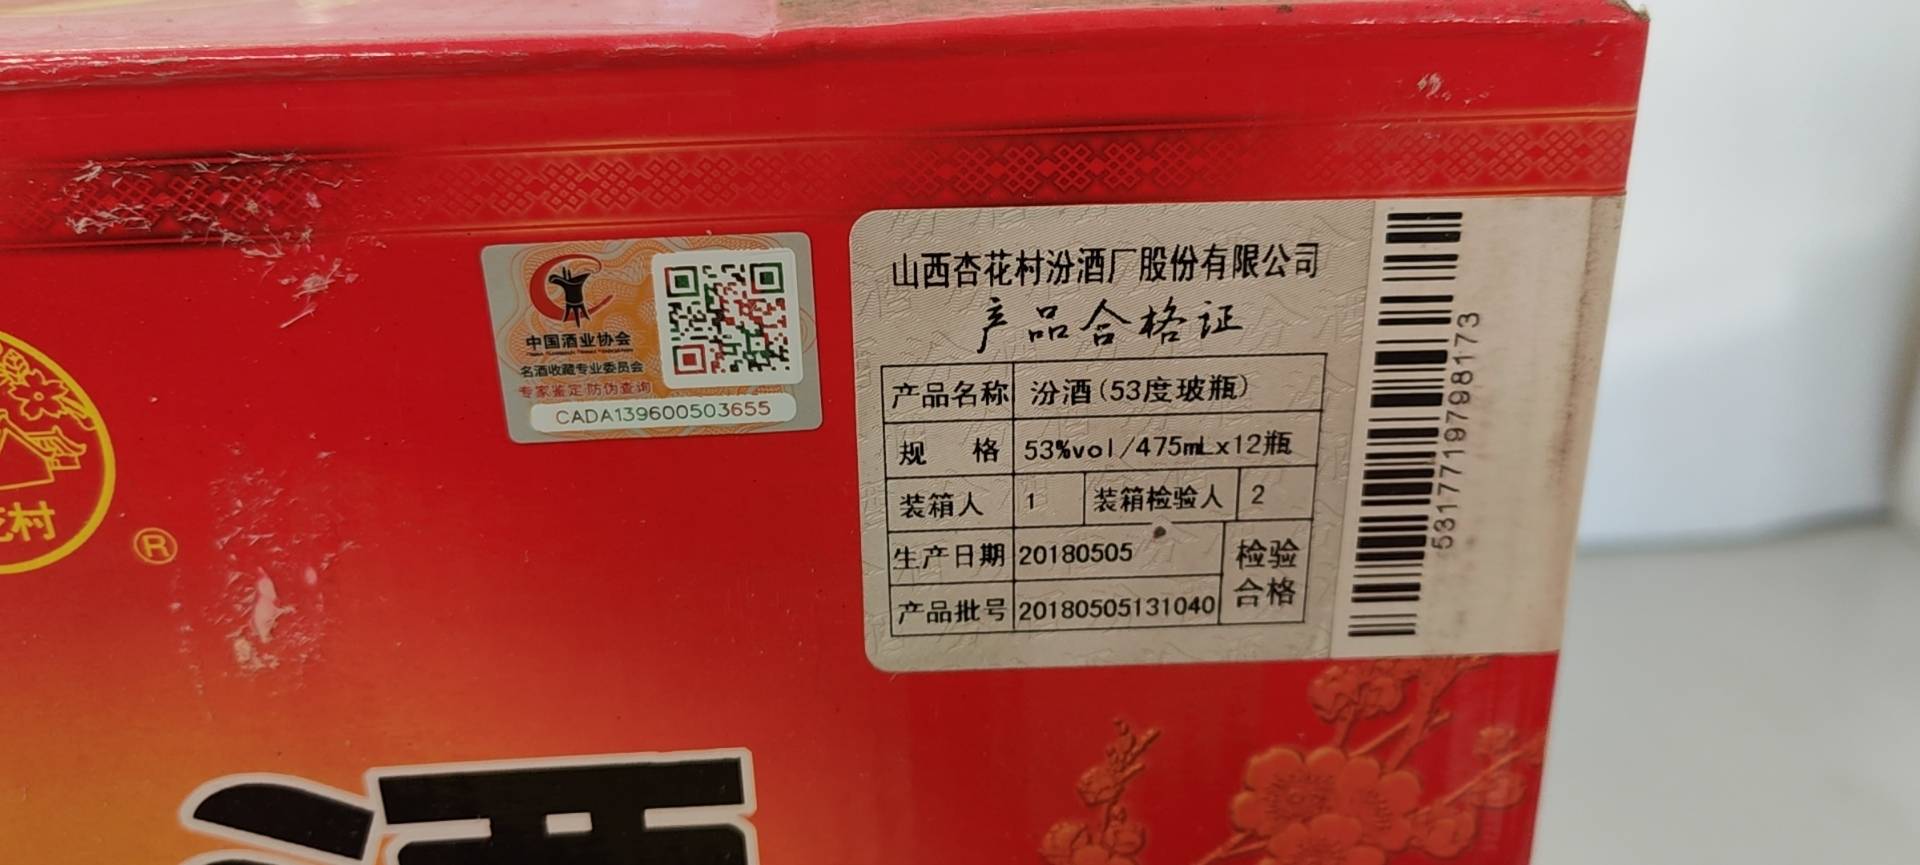 中国酒业协会
名酒收藏专业委员会
专家鉴定 防伪查询
CADA139600503655
山西杏花村汾酒厂股份有限公司
产品合格证
产品名称 汾酒(53度玻瓶)
规 格 53%vol/475mLx12瓶
装箱人 1 装箱检验人 2
生产日期 20180505 检验
产品批号 20180505131040 合格
5317719798173
花村
®
酒